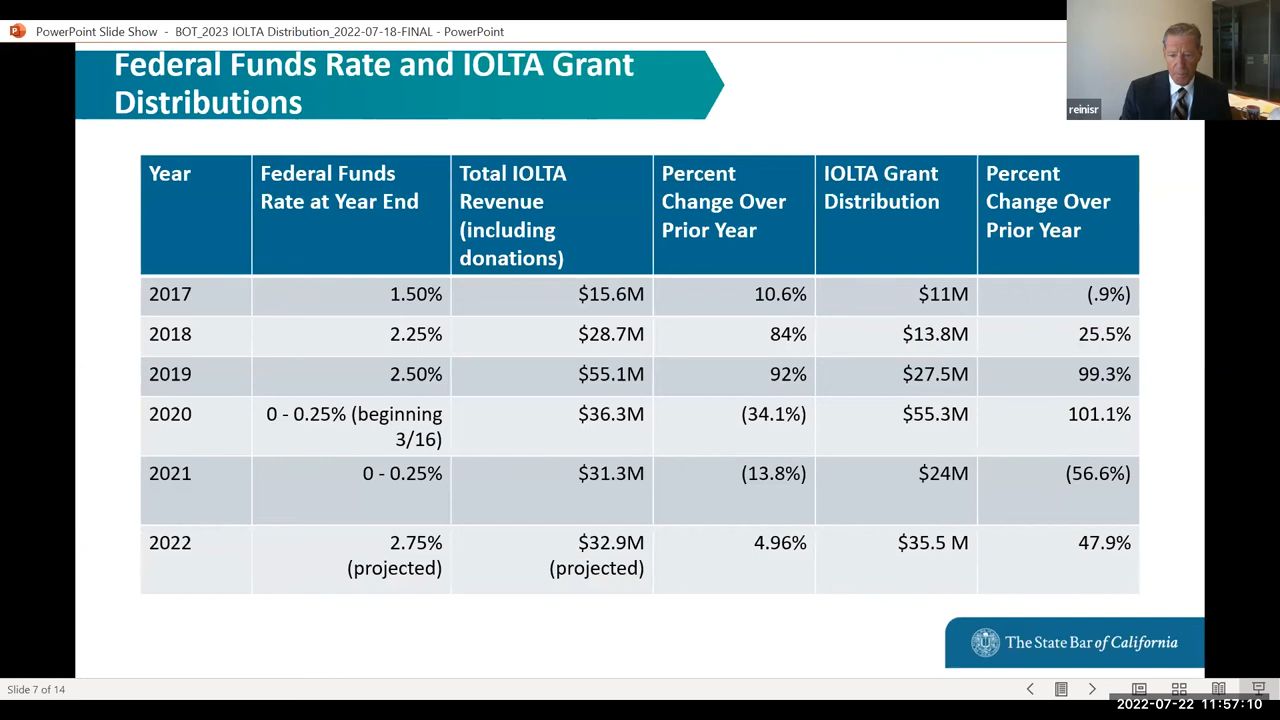 PowerPoint Slide Show - BOT_2023 IOLTA Distribution_2022-07-18-FINAL - PowerPoint
reinisr
Federal Funds Rate and IOLTA Grant
Distributions
Year
Federal Funds
Rate at Year End
Total IOLTA
Revenue
(including
donations)
Percent
Change Over
Prior Year
IOLTA Grant
Distribution
Percent
Change Over
Prior Year
2017 1.50% $15.6M 10.6% $11M (.9%)
2018 2.25% $28.7M 84% $13.8M 25.5%
2019 2.50% $55.1M 92% $27.5M 99.3%
2020 0 - 0.25% (beginning $36.3M (34.1%) $55.3M 101.1%
3/16)
2021 0 - 0.25% $31.3M (13.8%) $24M (56.6%)
2022 2.75% $32.9M 4.96% $35.5 M 47.9%
(projected) (projected)
The State Bar of California
Slide 7 of 14
2022-07-22 11:57:10